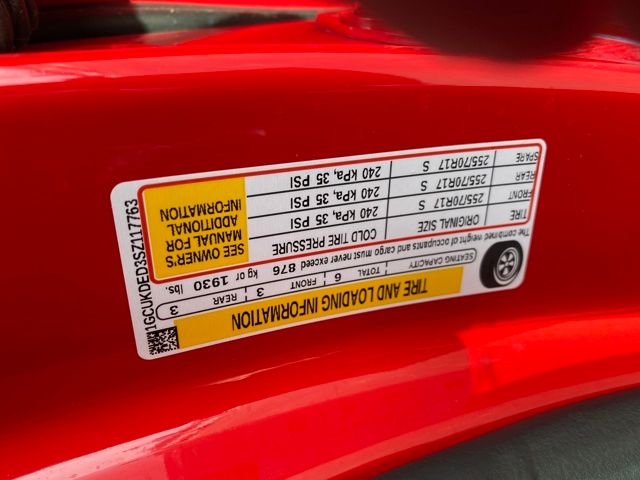 TIRE AND LOADING INFORMATION
SEATING CAPACITY TOTAL 6 FRONT 3 REAR 3
The combined weight of occupants and cargo must never exceed 876 kg or 1930 lbs.
TIRE ORIGINAL SIZE COLD TIRE PRESSURE
FRONT 255/70R17 S 240 kPa, 35 PSI
REAR 255/70R17 S 240 kPa, 35 PSI
SPARE 255/70R17 S 240 kPa, 35 PSI
SEE OWNER'S
MANUAL FOR
ADDITIONAL
INFORMATION
1GCUKDED3SZ117763